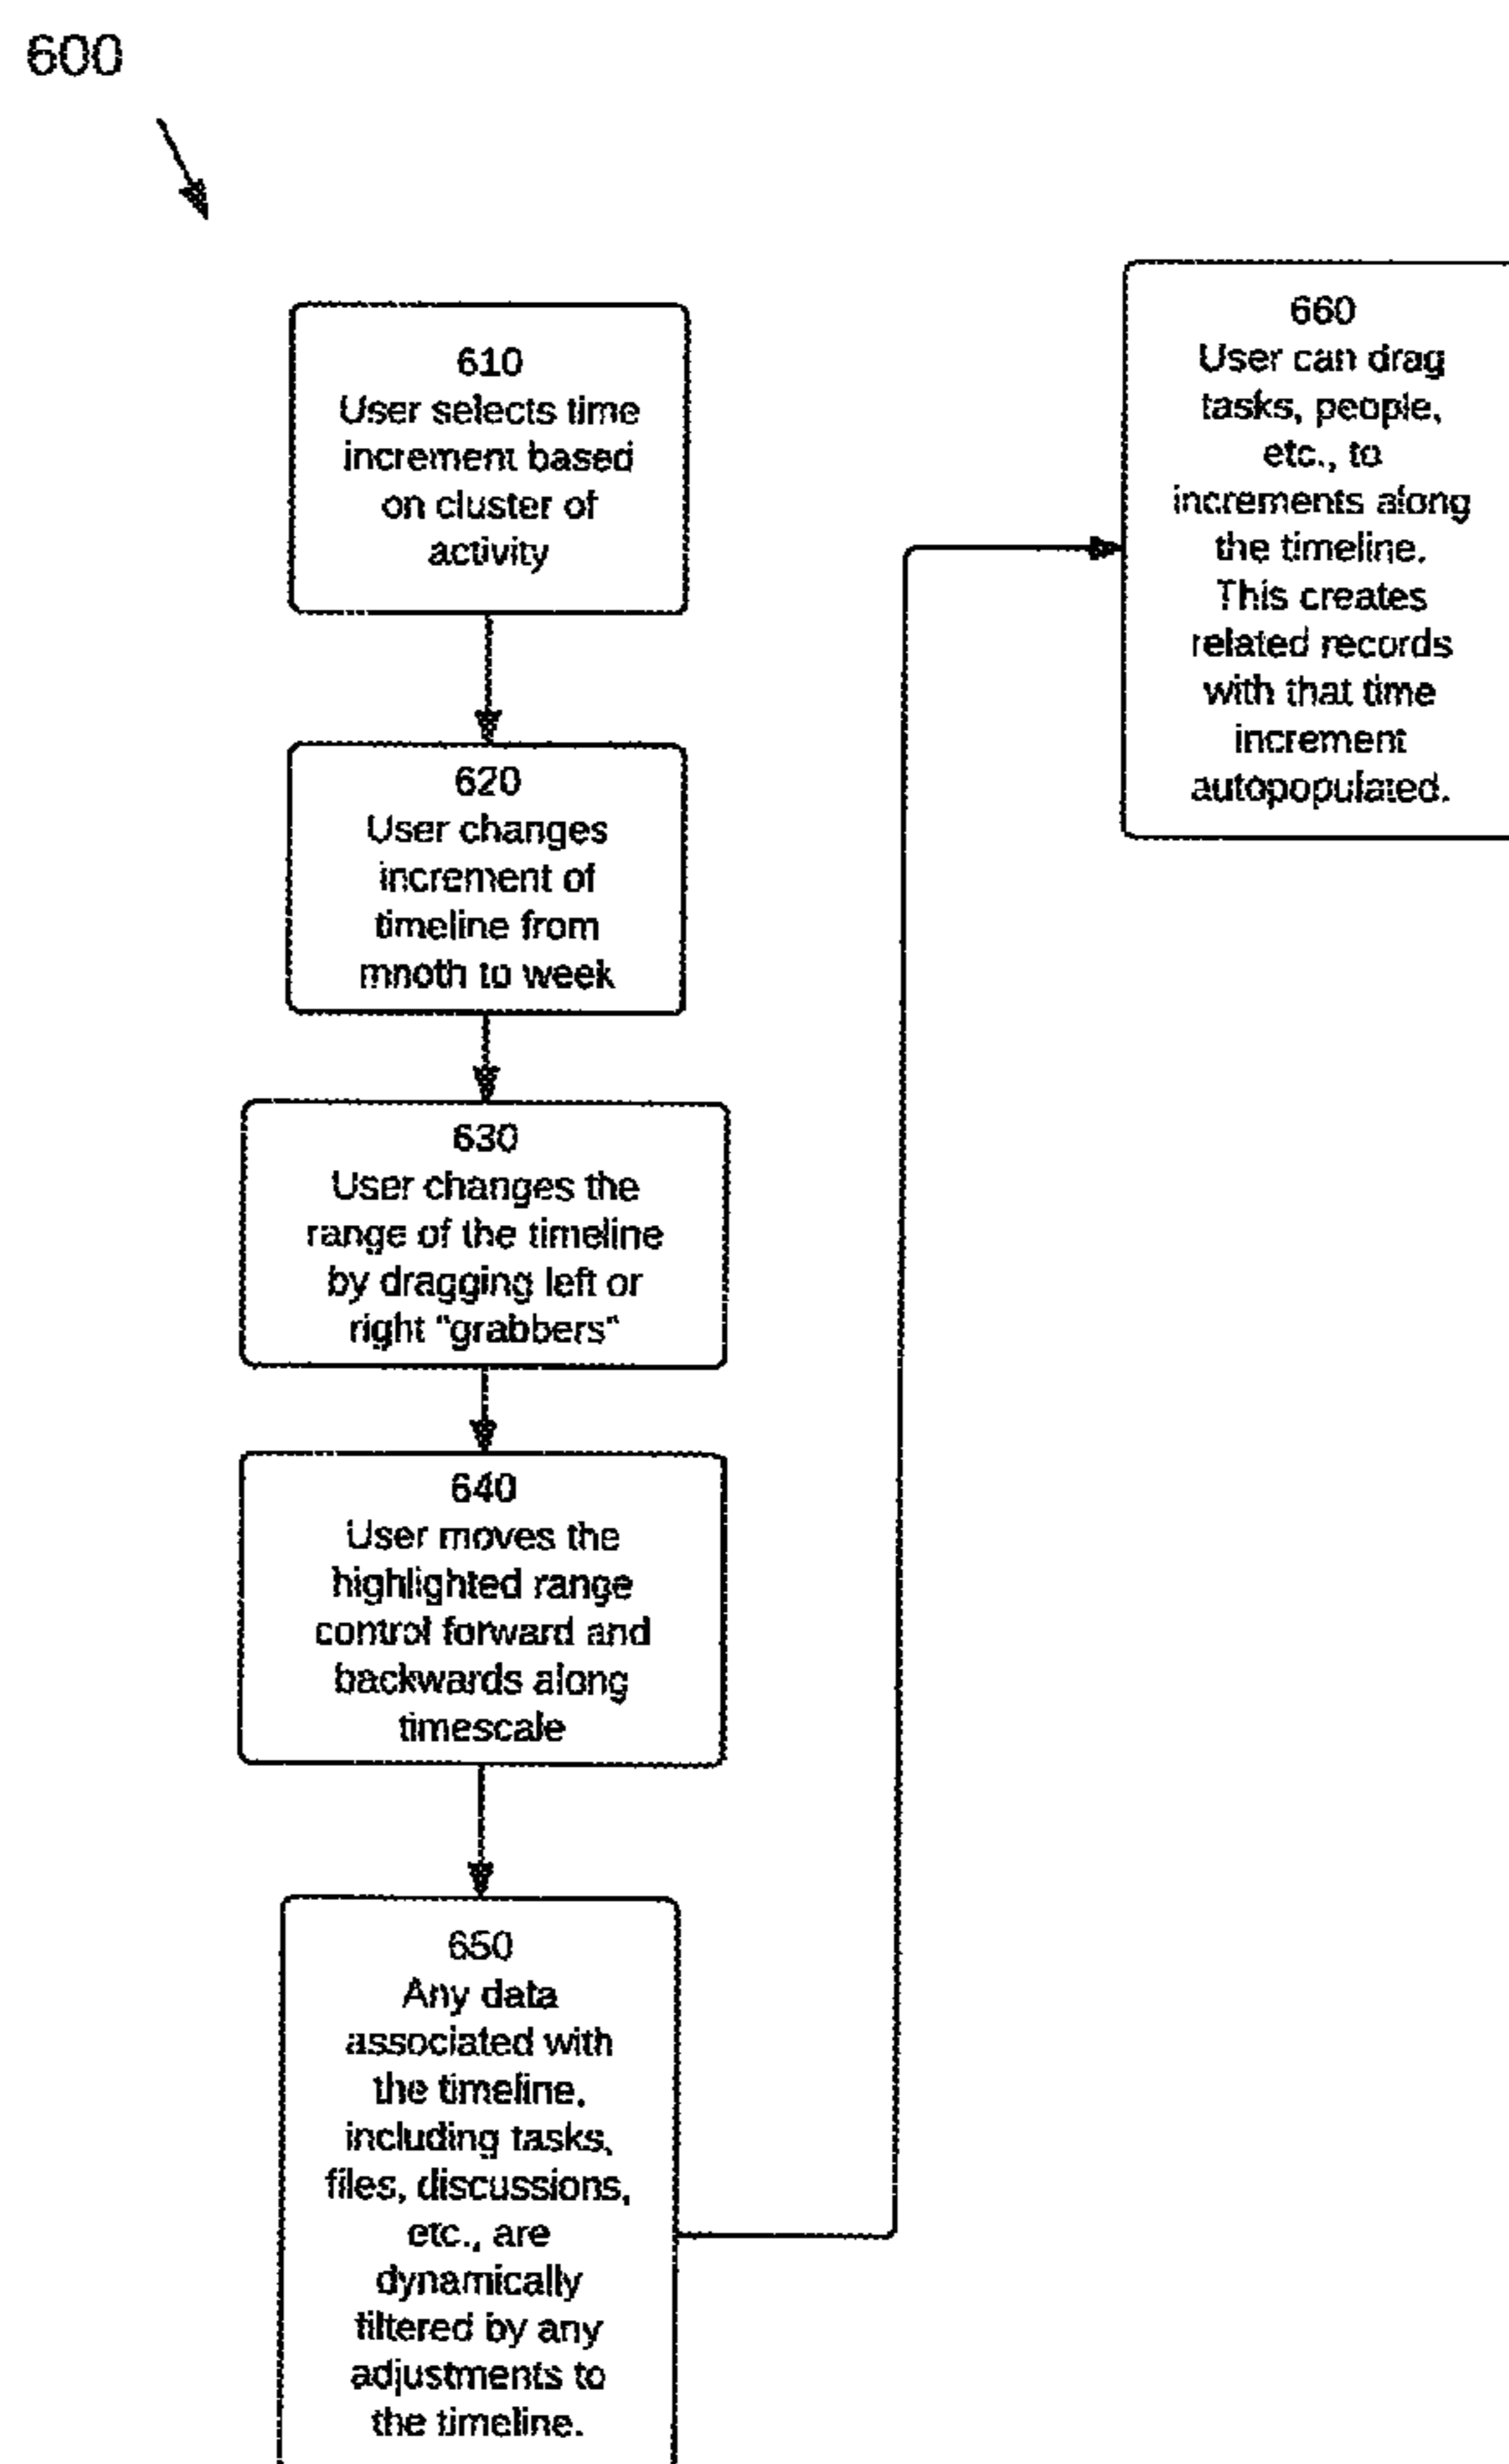 600
610
User selects time
increment based
on cluster of
activity
620
User changes
increment of
timeline from
mnoth to week
630
User changes the
range of the timeline
by dragging left or
right "grabbers"
640
User moves the
highlighted range
control forward and
backwards along
timescale
650
Any data
associated with
the timeline,
including tasks,
files, discussions,
etc., are
dynamically
filtered by any
adjustments to
the timeline.
660
User can drag
tasks, people,
etc., to
increments along
the timeline.
This creates
related records
with that time
increment
autopopulated.